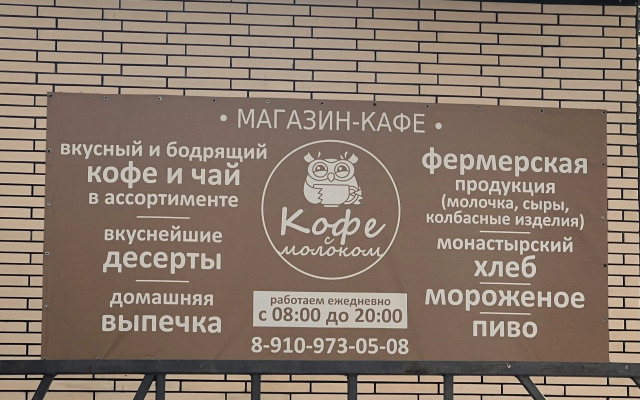 • МАГАЗИН-КАФЕ •
вкусный и бодрящий
кофе и чай
в ассортименте
вкуснейшие
десерты
домашняя
выпечка
Кофе
с
молоком
работаем ежедневно
с 08:00 до 20:00
8-910-973-05-08
фермерская
продукция
(молочка, сыры,
колбасные изделия)
монастырский
хлеб
мороженое
пиво